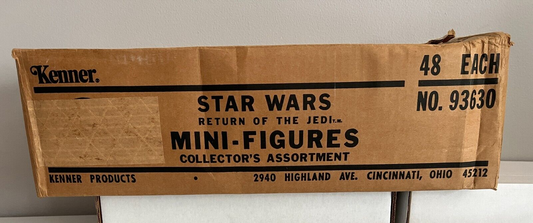 Kenner®
48 EACH
NO. 93630
STAR WARS
RETURN OF THE JEDI T.M.
MINI-FIGURES
COLLECTOR'S ASSORTMENT
KENNER PRODUCTS • 2940 HIGHLAND AVE. CINCINNATI, OHIO 45212